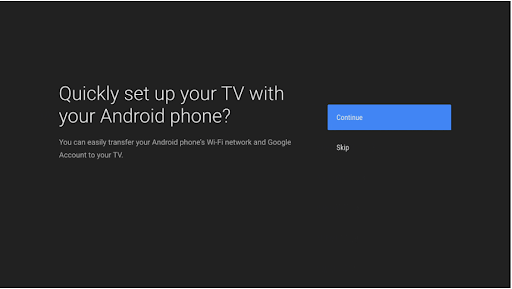 Quickly set up your TV with
your Android phone?
You can easily transfer your Android phone's Wi-Fi network and Google
Account to your TV.
Continue
Skip